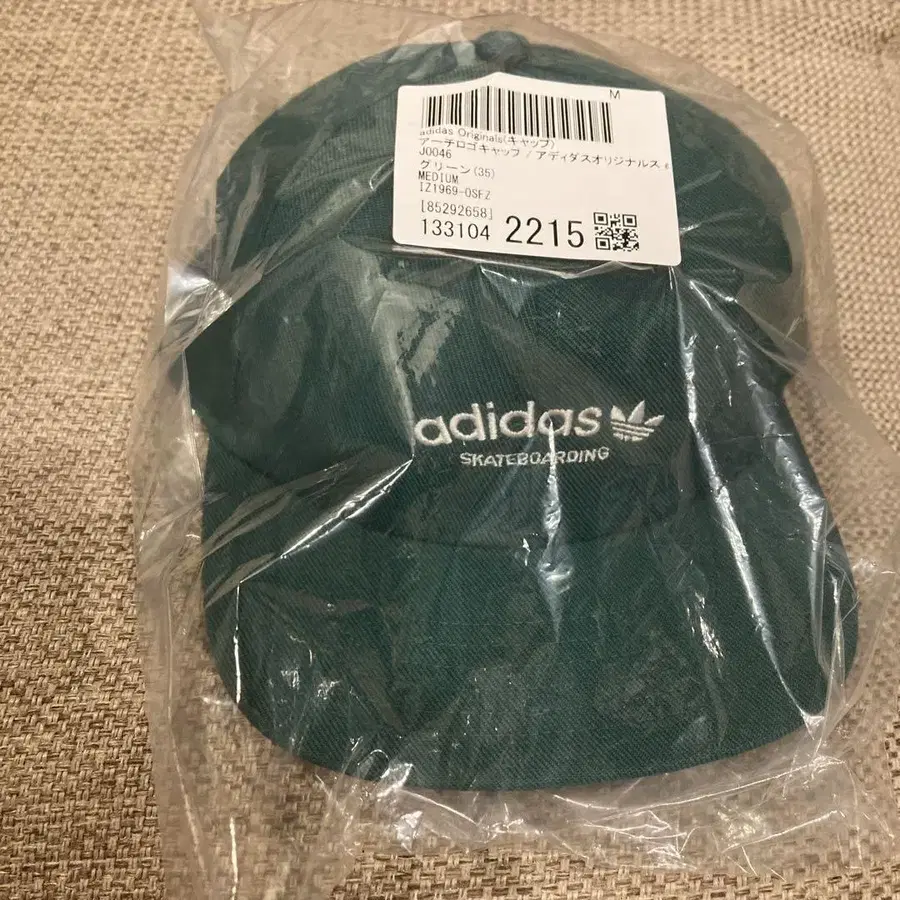 M
adidas Originals(キャップ)
アーチロゴキャップ / アディダスオリジナルス
J0046
グリーン(35)
MEDIUM
IZ1969-OSFZ
[85292658]
133104 2215
adidas
SKATEBOARDING